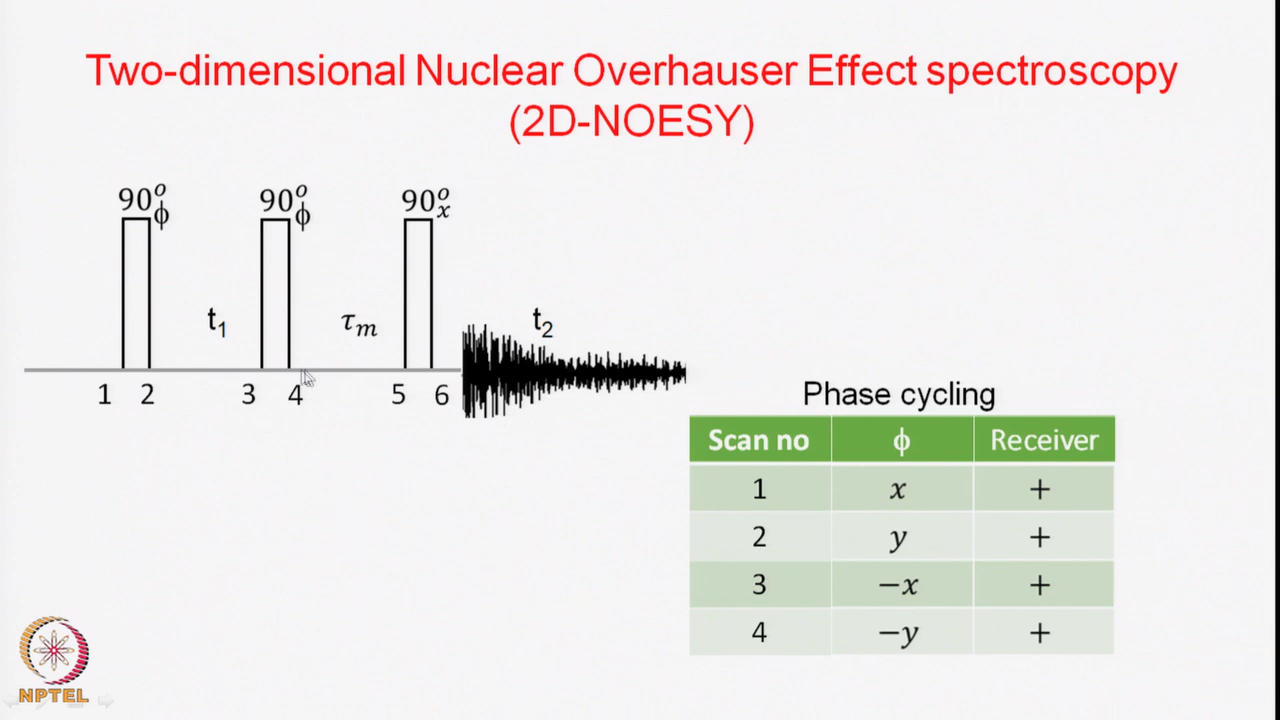 Two-dimensional Nuclear Overhauser Effect spectroscopy
(2D-NOESY)
90°ϕ 90°ϕ 90°x
t1 τm t2
1 2 3 4 5 6
Phase cycling
Scan no ϕ Receiver
1 x +
2 y +
3 −x +
4 −y +
NPTEL